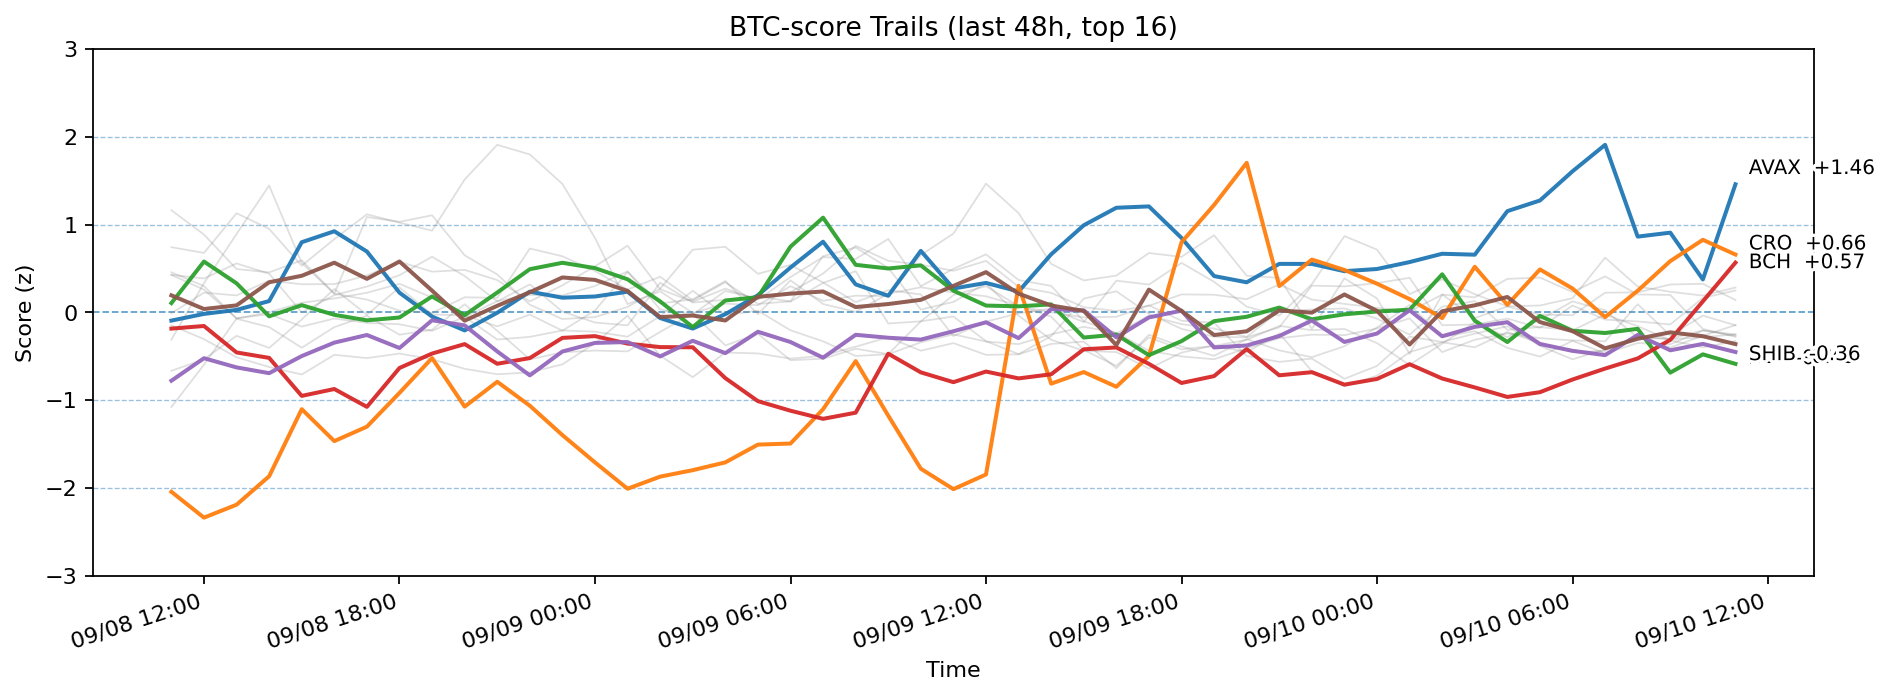 BTC-score Trails (last 48h, top 16)
Score (z)
3
2
1
0
−1
−2
−3
AVAX +1.46
CRO +0.66
BCH +0.57
SHIB -0.36
09/08 12:00
09/08 18:00
09/09 00:00
09/09 06:00
09/09 12:00
09/09 18:00
09/10 00:00
09/10 06:00
09/10 12:00
Time